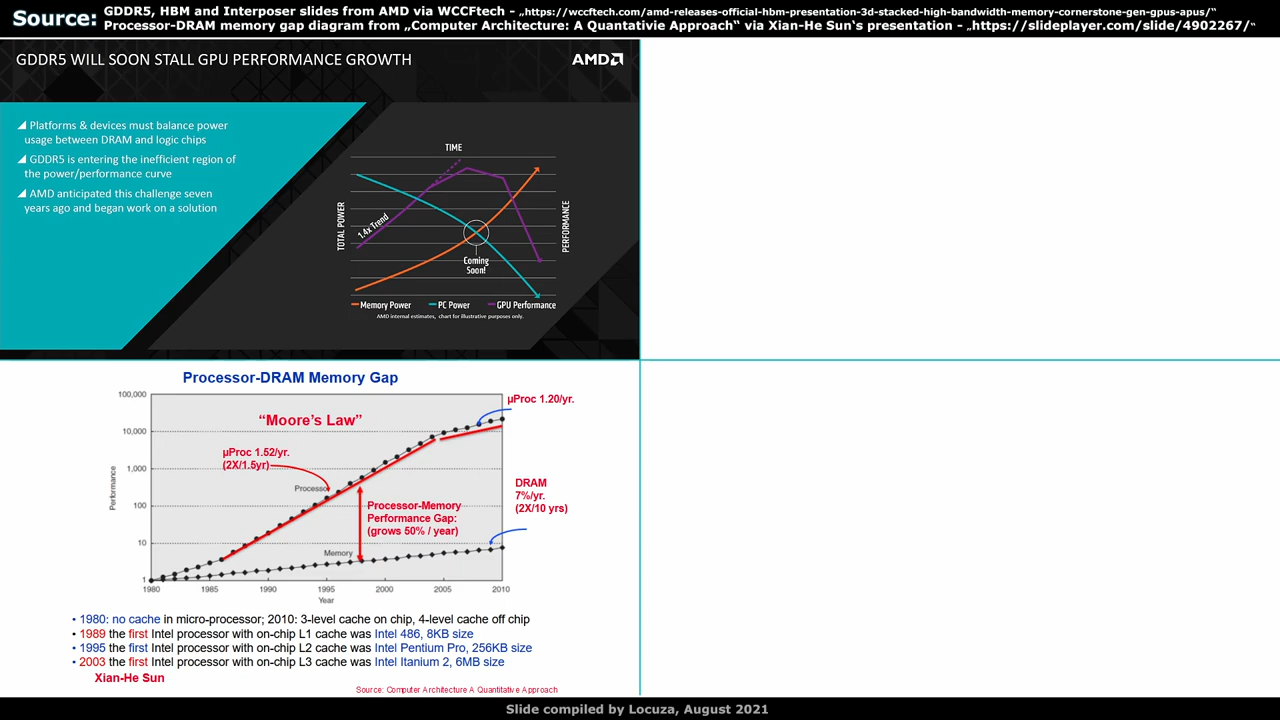 Source:
GDDR5, HBM and Interposer slides from AMD via WCCFtech - „https://wccftech.com/amd-releases-official-hbm-presentation-3d-stacked-high-bandwidth-memory-cornerstone-gen-gpus-apus/“
Processor-DRAM memory gap diagram from „Computer Architecture: A Quantativie Approach“ via Xian-He Sun‘s presentation - „https://slideplayer.com/slide/4902267/“
GDDR5 WILL SOON STALL GPU PERFORMANCE GROWTH
AMD
Platforms & devices must balance power
usage between DRAM and logic chips
GDDR5 is entering the inefficient region of
the power/performance curve
AMD anticipated this challenge seven
years ago and began work on a solution
TIME
TOTAL POWER
1.4x Trend
PERFORMANCE
Coming
Soon!
Memory Power
PC Power
GPU Performance
AMD internal estimates, chart for illustrative purposes only.
Processor-DRAM Memory Gap
100,000
10,000
1,000
100
10
1
Performance
“Moore’s Law”
µProc 1.52/yr.
(2X/1.5yr)
Processor
µProc 1.20/yr.
Processor-Memory
Performance Gap:
(grows 50% / year)
DRAM
7%/yr.
(2X/10 yrs)
Memory
1980
1985
1990
1995
2000
2005
2010
Year
• 1980: no cache in micro-processor; 2010: 3-level cache on chip, 4-level cache off chip
• 1989 the first Intel processor with on-chip L1 cache was Intel 486, 8KB size
• 1995 the first Intel processor with on-chip L2 cache was Intel Pentium Pro, 256KB size
• 2003 the first Intel processor with on-chip L3 cache was Intel Itanium 2, 6MB size
Xian-He Sun
Source: Computer Architecture A Quantitative Approach
Slide compiled by Locuza, August 2021